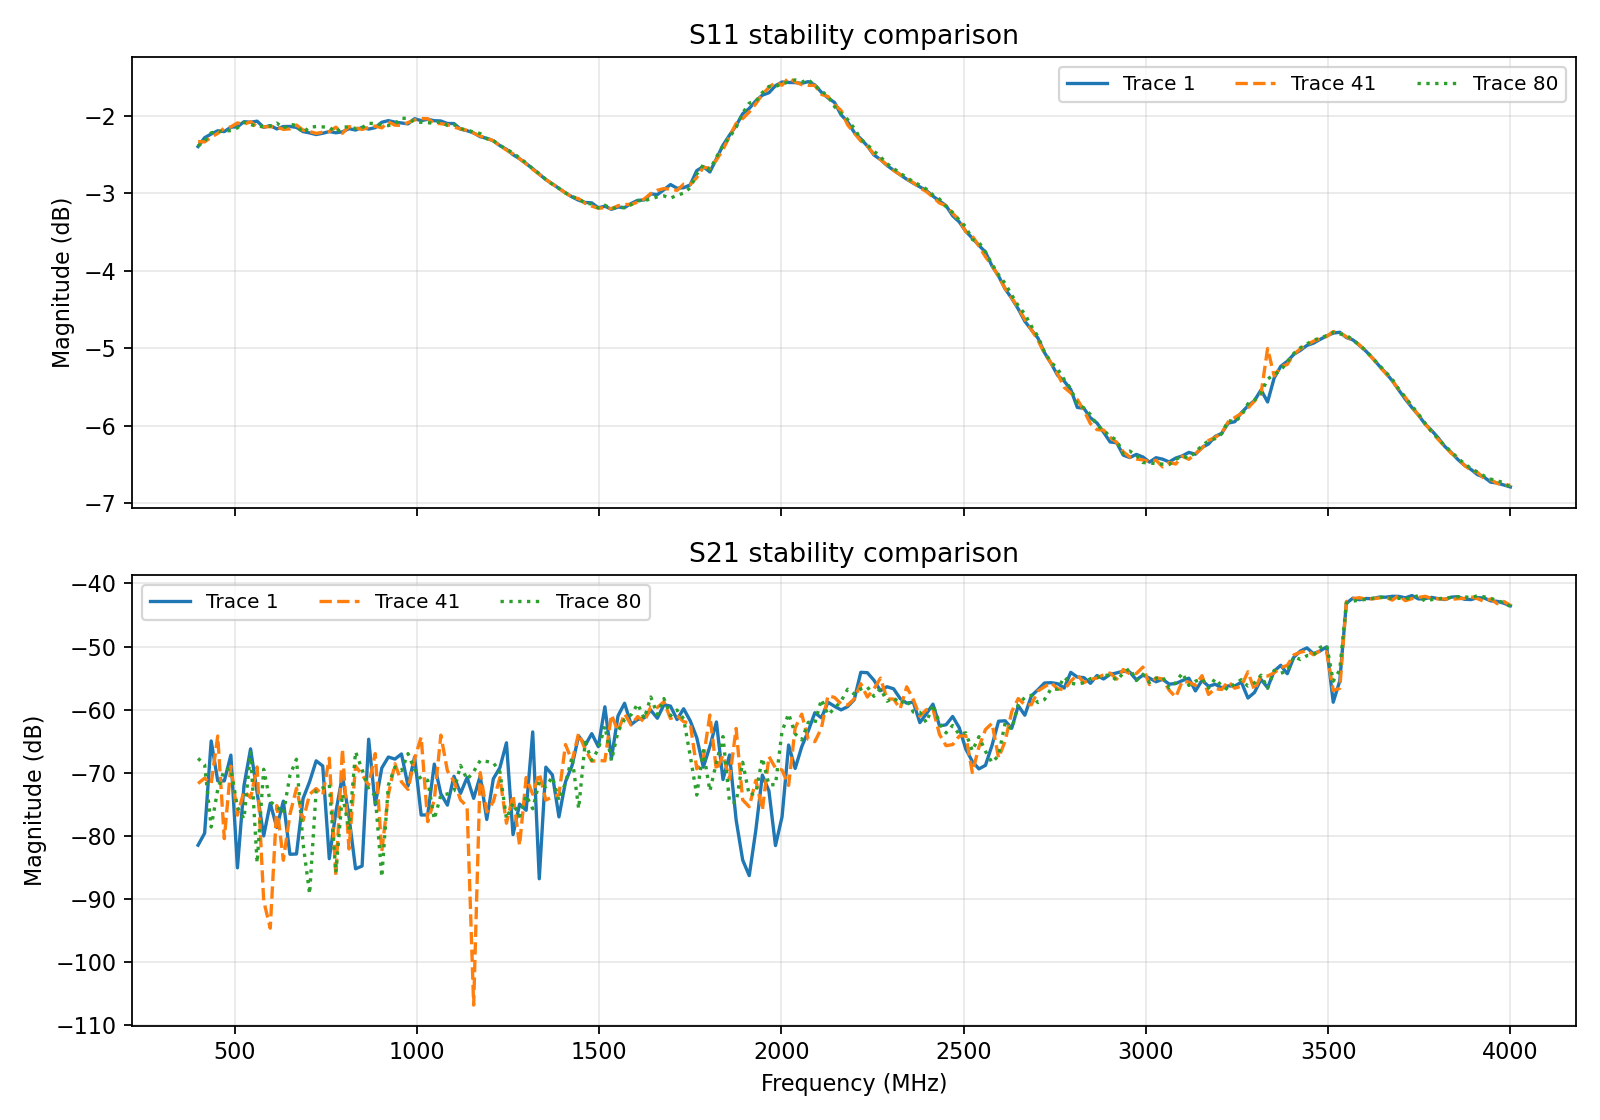 S11 stability comparison
Trace 1 Trace 41 Trace 80
Magnitude (dB)
−2
−3
−4
−5
−6
−7
S21 stability comparison
Trace 1 Trace 41 Trace 80
Magnitude (dB)
−40
−50
−60
−70
−80
−90
−100
−110
500 1000 1500 2000 2500 3000 3500 4000
Frequency (MHz)